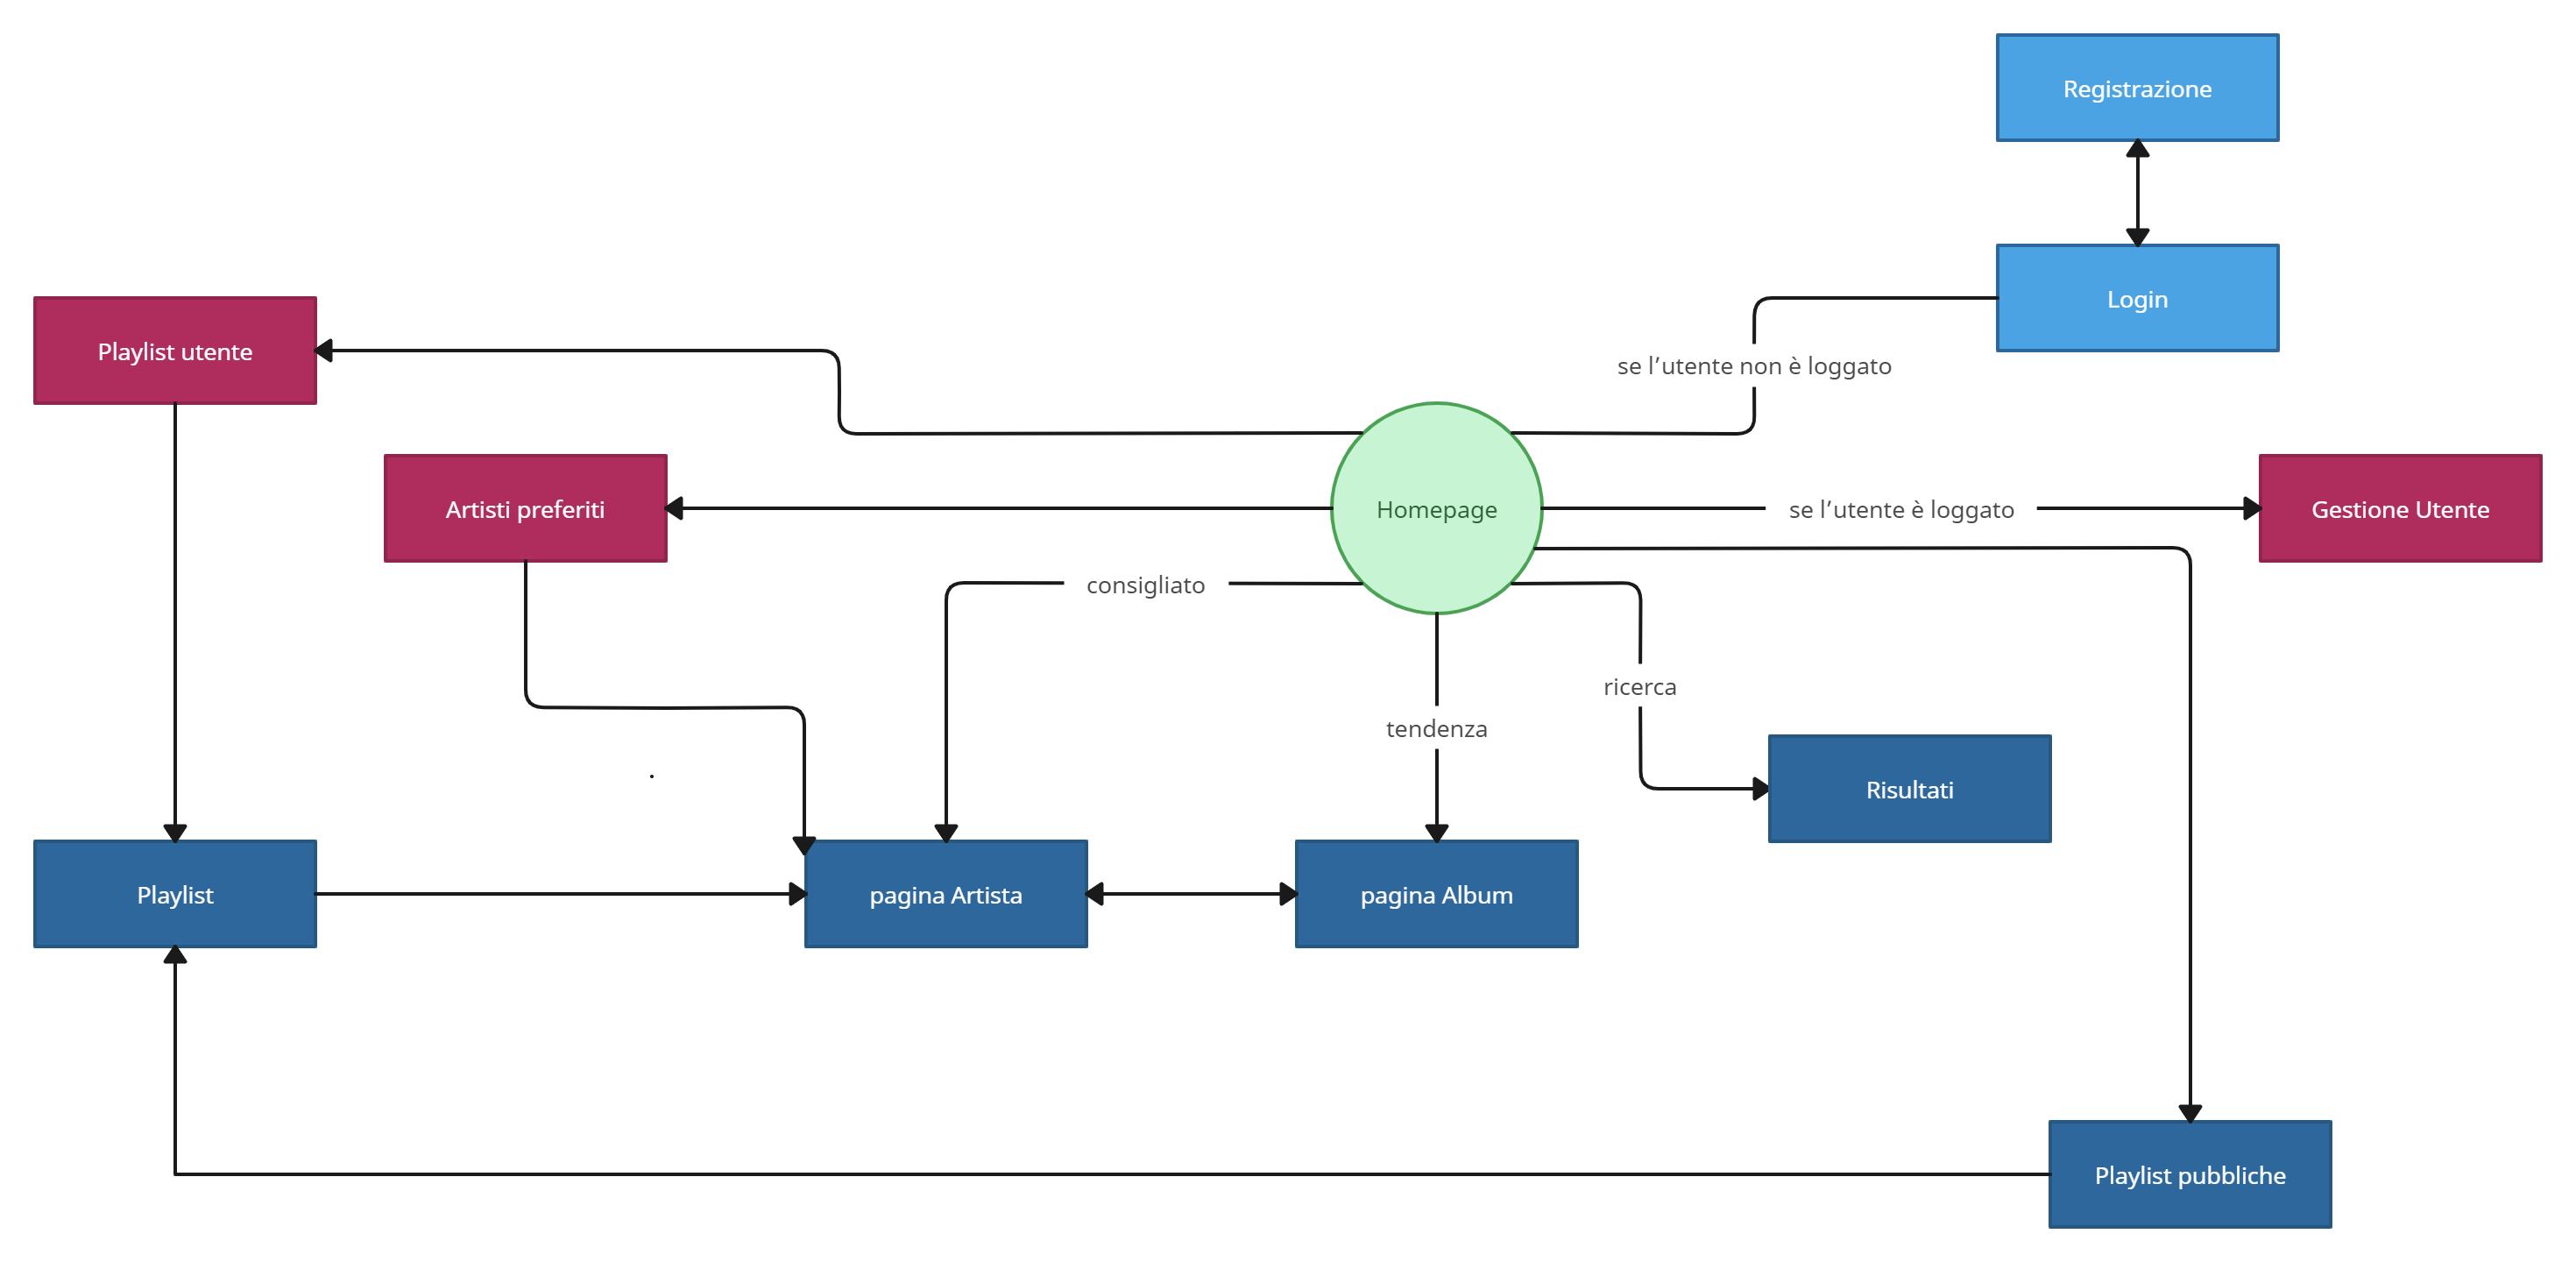 Registrazione
Login
Playlist utente
se l’utente non è loggato
Artisti preferiti
Homepage
se l’utente è loggato
Gestione Utente
consigliato
ricerca
tendenza
Risultati
Playlist
pagina Artista
pagina Album
Playlist pubbliche